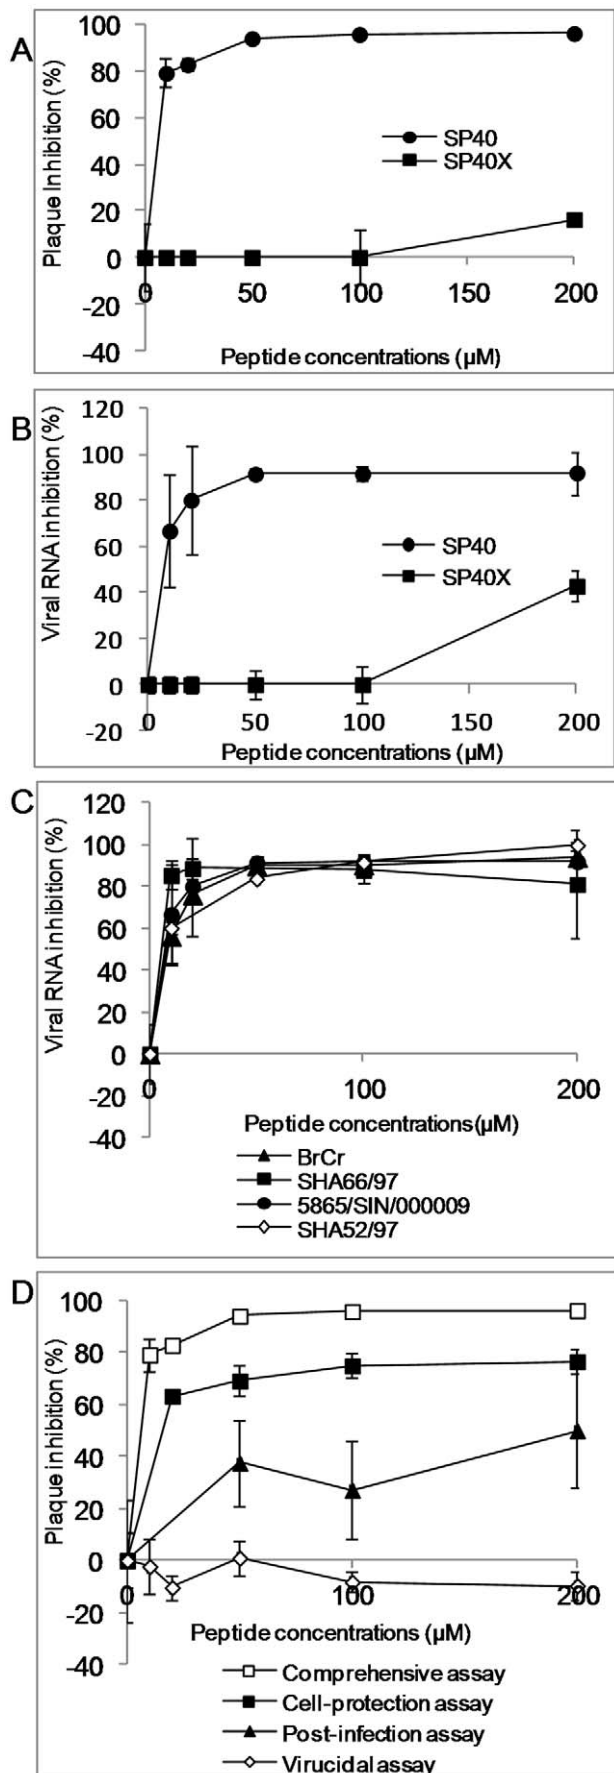 A
Plaque Inhibition (%)
100
80
60
40
20
0
-20
-40
SP40
SP40X
0 50 100 150 200
Peptide concentrations (µM)
B
Viral RNA inhibition (%)
120
100
80
60
40
20
0
-20
SP40
SP40X
0 50 100 150 200
Peptide concentrations (µM)
C
Viral RNA inhibition (%)
120
100
80
60
40
20
0
-20
-40
0 100 200
Peptide concentrations(µM)
BrCr
SHA66/97
5865/SIN/000009
SHA52/97
D
Plaque inhibition (%)
100
80
60
40
20
0
-20
-40
0 100 200
Peptide concentrations (µM)
Comprehensive assay
Cell-protection assay
Post-infection assay
Virucidal assay